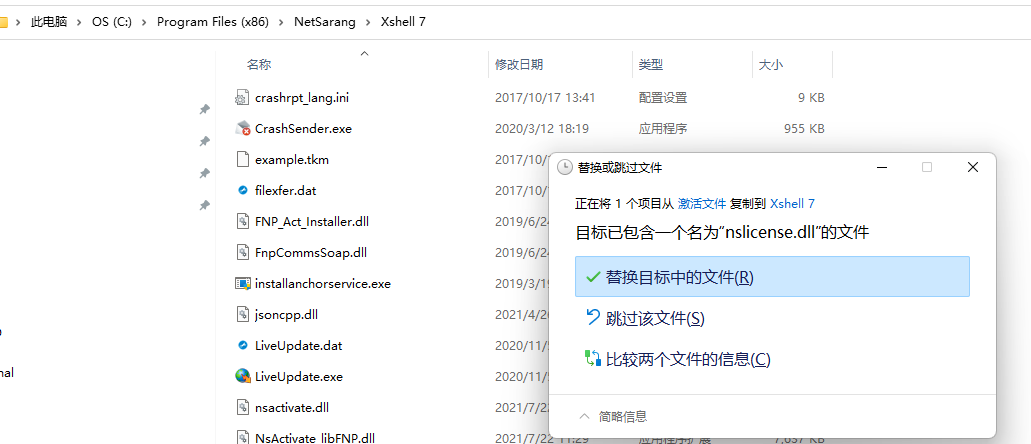 此电脑 › OS (C:) › Program Files (x86) › NetSarang › Xshell 7
名称 修改日期 类型 大小
crashrpt_lang.ini 2017/10/17 13:41 配置设置 9 KB
CrashSender.exe 2020/3/12 18:19 应用程序 955 KB
example.tkm 2017/10/
filexfer.dat 2017/10/
FNP_Act_Installer.dll 2019/6/24
FnpCommsSoap.dll 2019/6/24
installanchorservice.exe 2019/3/19
jsoncpp.dll 2021/4/20
LiveUpdate.dat 2020/11/
LiveUpdate.exe 2020/11/
nsactivate.dll 2021/7/22
NsActivate_libFNP.dll 2021/7/22 11:29 应用程序扩展 7,037 KB
nal
替换或跳过文件
正在将 1 个项目从 激活文件 复制到 Xshell 7
目标已包含一个名为“nslicense.dll”的文件
替换目标中的文件(R)
跳过该文件(S)
比较两个文件的信息(C)
简略信息